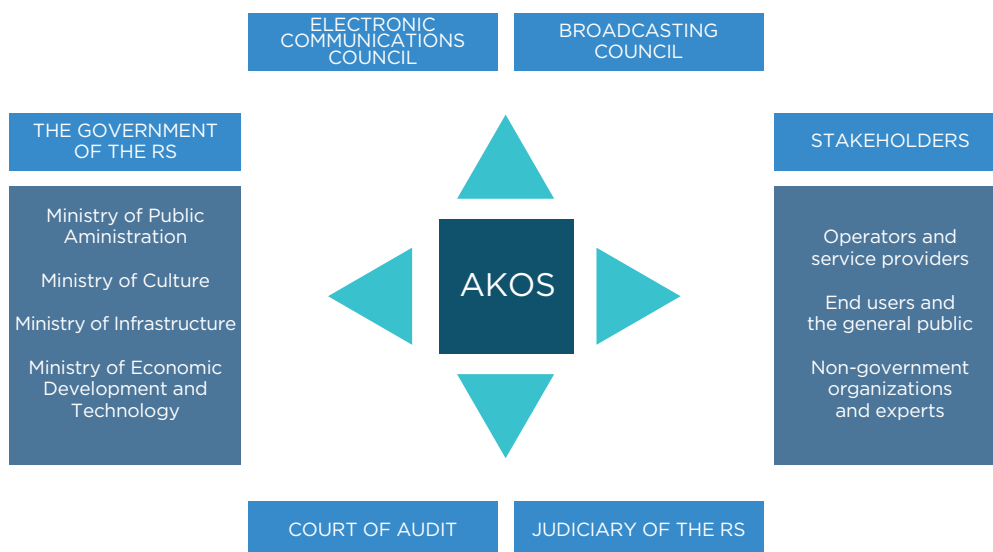 ELECTRONIC
COMMUNICATIONS
COUNCIL
BROADCASTING
COUNCIL
THE GOVERNMENT
OF THE RS
Ministry of Public
Aministration
Ministry of Culture
Ministry of Infrastructure
Ministry of Economic
Development and
Technology
AKOS
STAKEHOLDERS
Operators and
service providers
End users and
the general public
Non-government
organizations
and experts
COURT OF AUDIT
JUDICIARY OF THE RS